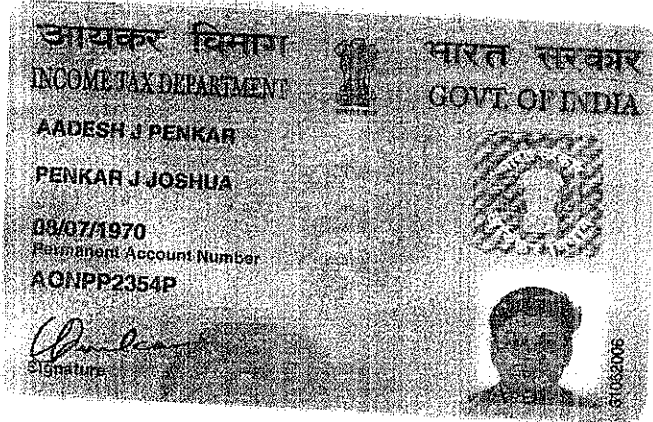 आयकर विभाग
भारत सरकार
INCOME TAX DEPARTMENT
GOVT. OF INDIA
AADESH J PENKAR
PENKAR J JOSHUA
08/07/1970
Permanent Account Number
AONPP2354P
Signature